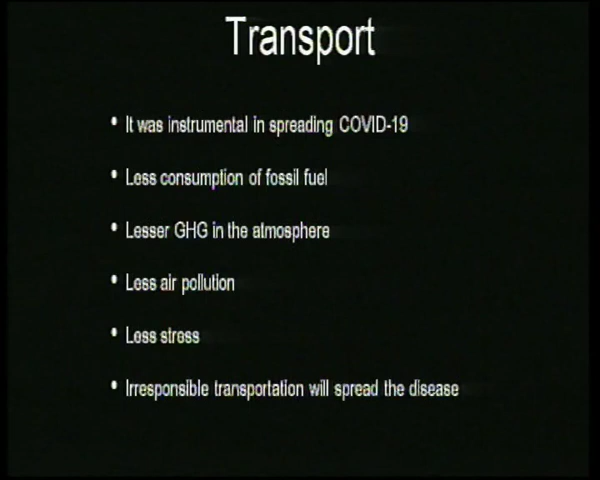 Transport
• It was instrumental in spreading COVID-19
• Less consumption of fossil fuel
• Lesser GHG in the atmosphere
• Less air pollution
• Less stress
• Irresponsible transportation will spread the disease